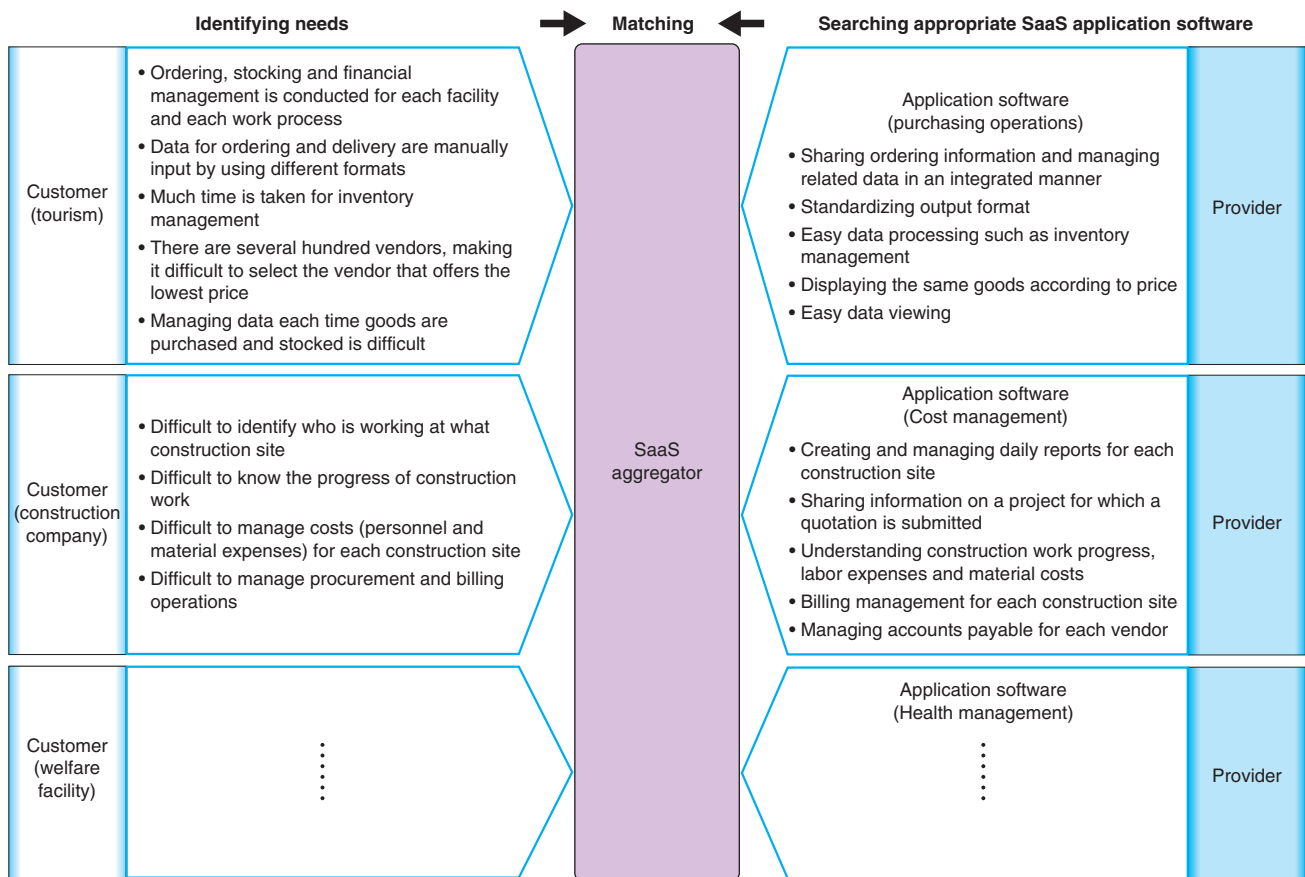 Identifying needs
Matching
Searching appropriate SaaS application software
Customer
(tourism)
• Ordering, stocking and financial
management is conducted for each facility
and each work process
• Data for ordering and delivery are manually
input by using different formats
• Much time is taken for inventory
management
• There are several hundred vendors, making
it difficult to select the vendor that offers the
lowest price
• Managing data each time goods are
purchased and stocked is difficult
Application software
(purchasing operations)
• Sharing ordering information and managing
related data in an integrated manner
• Standardizing output format
• Easy data processing such as inventory
management
• Displaying the same goods according to price
• Easy data viewing
Provider
Customer
(construction
company)
• Difficult to identify who is working at what
construction site
• Difficult to know the progress of construction
work
• Difficult to manage costs (personnel and
material expenses) for each construction site
• Difficult to manage procurement and billing
operations
SaaS
aggregator
Application software
(Cost management)
• Creating and managing daily reports for each
construction site
• Sharing information on a project for which a
quotation is submitted
• Understanding construction work progress,
labor expenses and material costs
• Billing management for each construction site
• Managing accounts payable for each vendor
Provider
Customer
(welfare
facility)
Application software
(Health management)
Provider